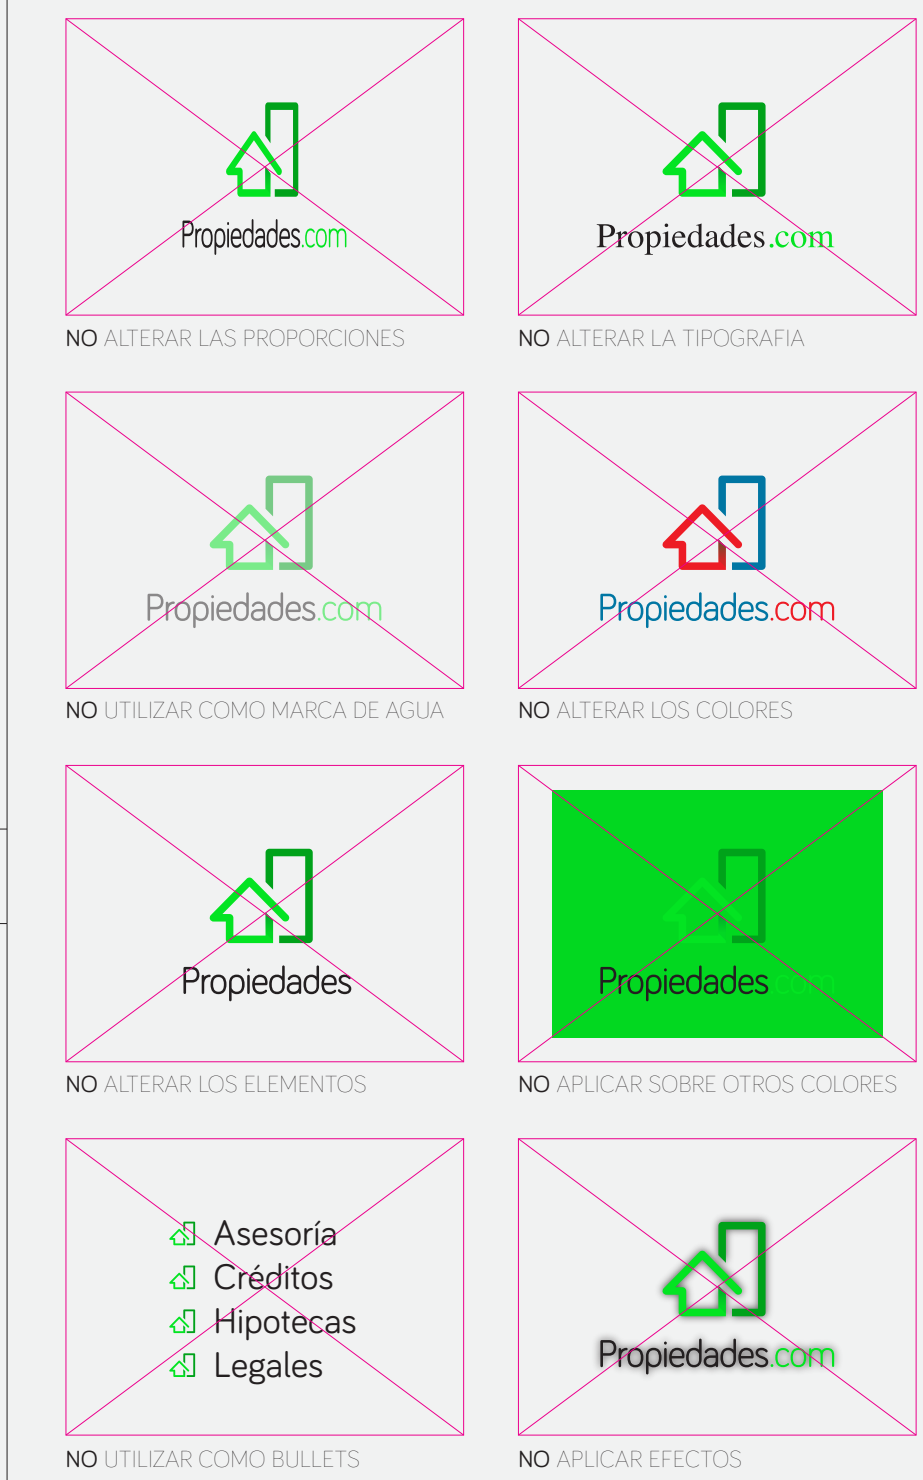 Propiedades.com
NO ALTERAR LAS PROPORCIONES
Propiedades.com
NO ALTERAR LA TIPOGRAFIA
Propiedades.com
NO UTILIZAR COMO MARCA DE AGUA
Propiedades.com
NO ALTERAR LOS COLORES
Propiedades
NO ALTERAR LOS ELEMENTOS
Propiedades.com
NO APLICAR SOBRE OTROS COLORES
Asesoría
Créditos
Hipotecas
Legales
NO UTILIZAR COMO BULLETS
Propiedades.com
NO APLICAR EFECTOS